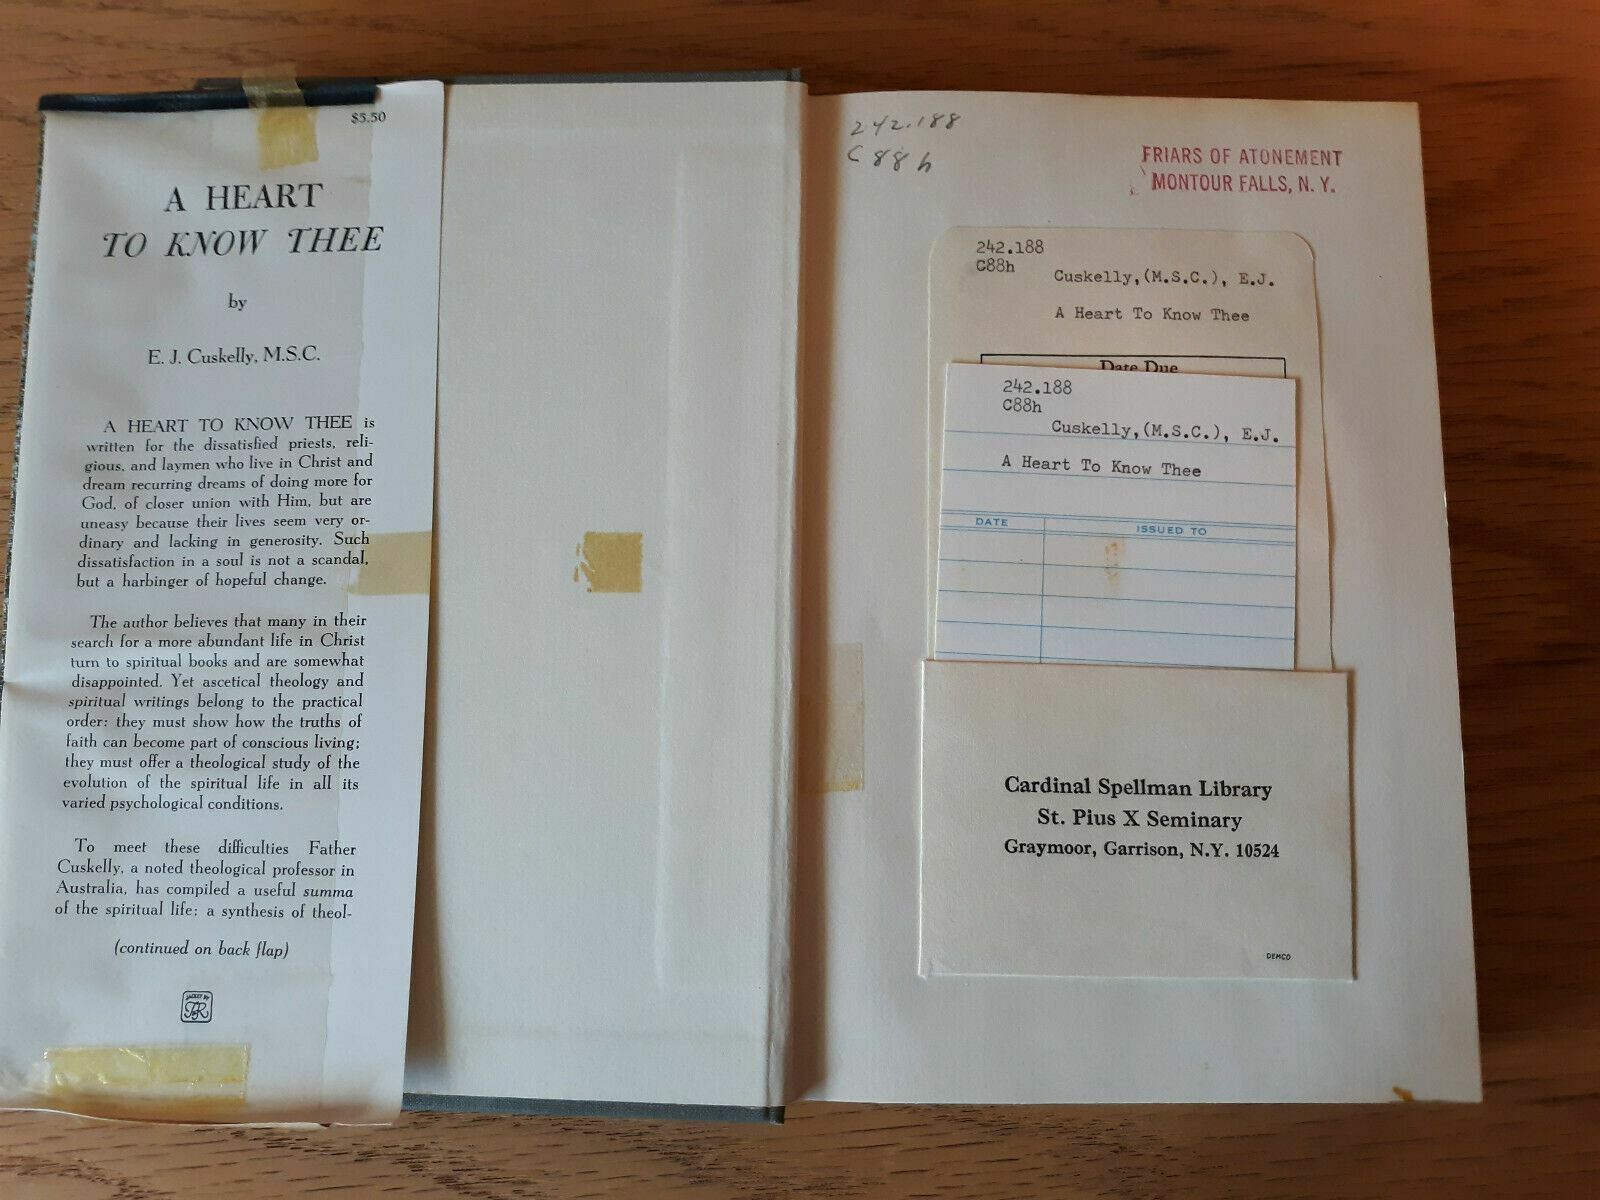 $5.50
A HEART
TO KNOW THEE
by
E. J. Cuskelly, M.S.C.
A HEART TO KNOW THEE is
written for the dissatisfied priests, reli-
gious, and laymen who live in Christ and
dream recurring dreams of doing more for
God, of closer union with Him, but are
uneasy because their lives seem very or-
dinary and lacking in generosity. Such
dissatisfaction in a soul is not a scandal,
but a harbinger of hopeful change.
The author believes that many in their
search for a more abundant life in Christ
turn to spiritual books and are somewhat
disappointed. Yet ascetical theology and
spiritual writings belong to the practical
order: they must show how the truths of
faith can become part of conscious living;
they must offer a theological study of the
evolution of the spiritual life in all its
varied psychological conditions.
To meet these difficulties Father
Cuskelly, a noted theological professor in
Australia, has compiled a useful summa
of the spiritual life: a synthesis of theol-
(continued on back flap)
JACKET BY
242.188
C88h
FRIARS OF ATONEMENT
MONTOUR FALLS, N. Y.
242.188
C88h
Cuskelly,(M.S.C.), E.J.
A Heart To Know Thee
Date Due
242.188
C88h
Cuskelly,(M.S.C.), E.J.
A Heart To Know Thee
DATE ISSUED TO
Cardinal Spellman Library
St. Pius X Seminary
Graymoor, Garrison, N.Y. 10524
DEMCO